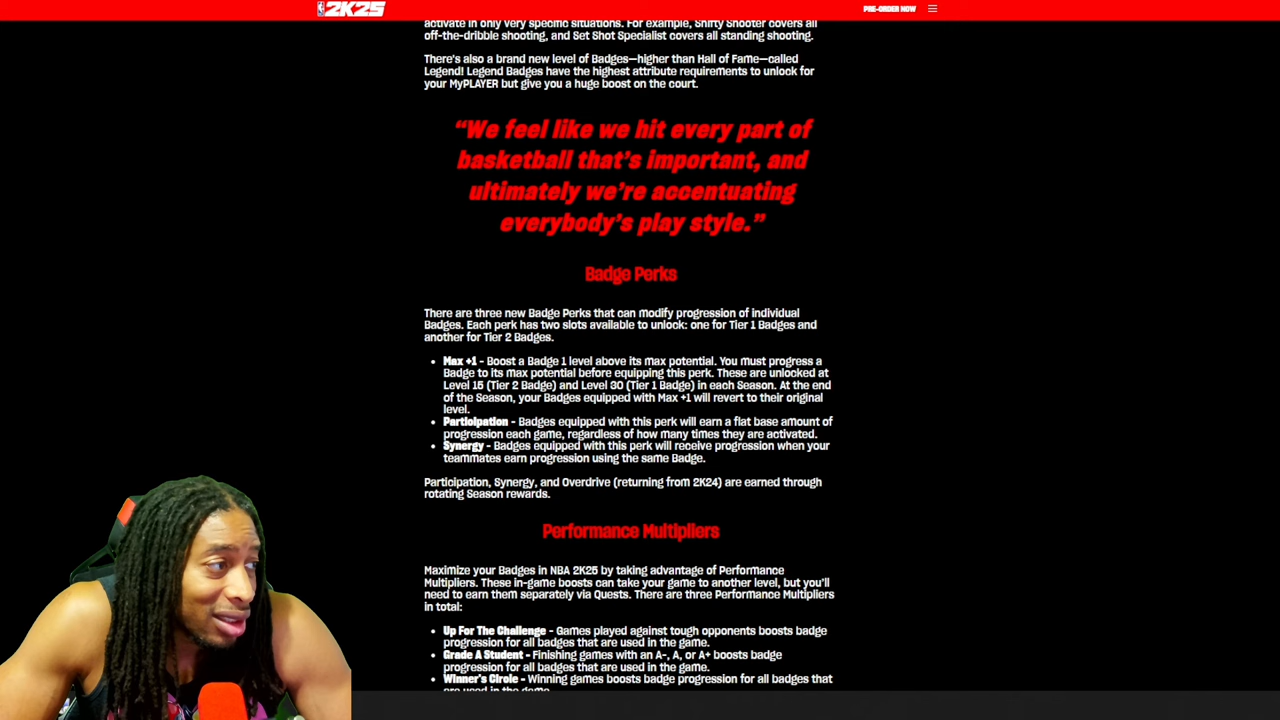 NBA 2K25
PRE-ORDER NOW
activate in only very specific situations. For example, Shifty Shooter covers all
off-the-dribble shooting, and Set Shot Specialist covers all standing shooting.
There's also a brand new level of Badges—higher than Hall of Fame—called
Legend! Legend Badges have the highest attribute requirements to unlock for
your MyPLAYER but give you a huge boost on the court.
“We feel like we hit every part of
basketball that’s important, and
ultimately we’re accentuating
everybody’s play style.”
Badge Perks
There are three new Badge Perks that can modify progression of individual
Badges. Each perk has two slots available to unlock: one for Tier 1 Badges and
another for Tier 2 Badges.
• Max +1 - Boost a Badge 1 level above its max potential. You must progress a
Badge to its max potential before equipping this perk. These are unlocked at
Level 15 (Tier 2 Badge) and Level 30 (Tier 1 Badge) in each Season. At the end
of the Season, your Badges equipped with Max +1 will revert to their original
level.
• Participation - Badges equipped with this perk will earn a flat base amount of
progression each game, regardless of how many times they are activated.
• Synergy - Badges equipped with this perk will receive progression when your
teammates earn progression using the same Badge.
Participation, Synergy, and Overdrive (returning from 2K24) are earned through
rotating Season rewards.
Performance Multipliers
Maximize your Badges in NBA 2K25 by taking advantage of Performance
Multipliers. These in-game boosts can take your game to another level, but you'll
need to earn them separately via Quests. There are three Performance Multipliers
in total:
• Up For The Challenge - Games played against tough opponents boosts badge
progression for all badges that are used in the game.
• Grade A Student - Finishing games with an A-, A, or A+ boosts badge
progression for all badges that are used in the game.
• Winner's Circle - Winning games boosts badge progression for all badges that
are used in the game.